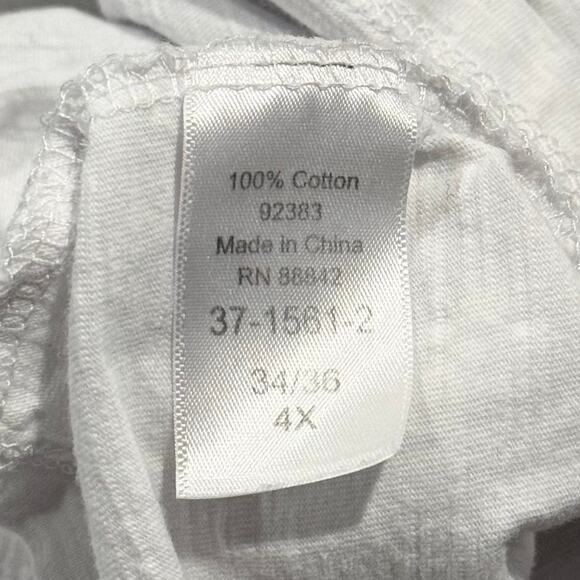 100% Cotton
92383
Made in China
RN 88842
37-1561-2
34/36
4X